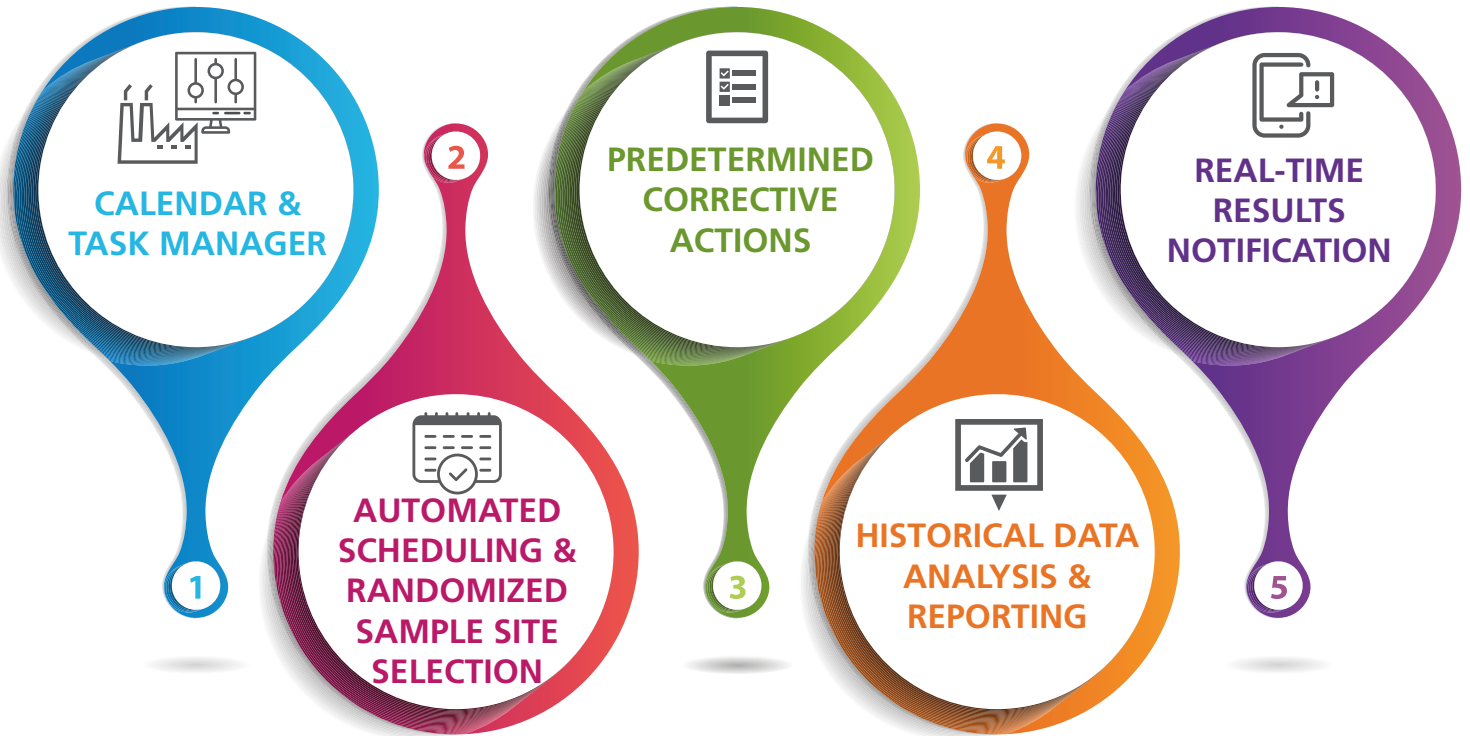 CALENDAR &
TASK MANAGER
1
2
AUTOMATED
SCHEDULING &
RANDOMIZED
SAMPLE SITE
SELECTION
PREDETERMINED
CORRECTIVE
ACTIONS
3
4
HISTORICAL DATA
ANALYSIS &
REPORTING
REAL-TIME
RESULTS
NOTIFICATION
5